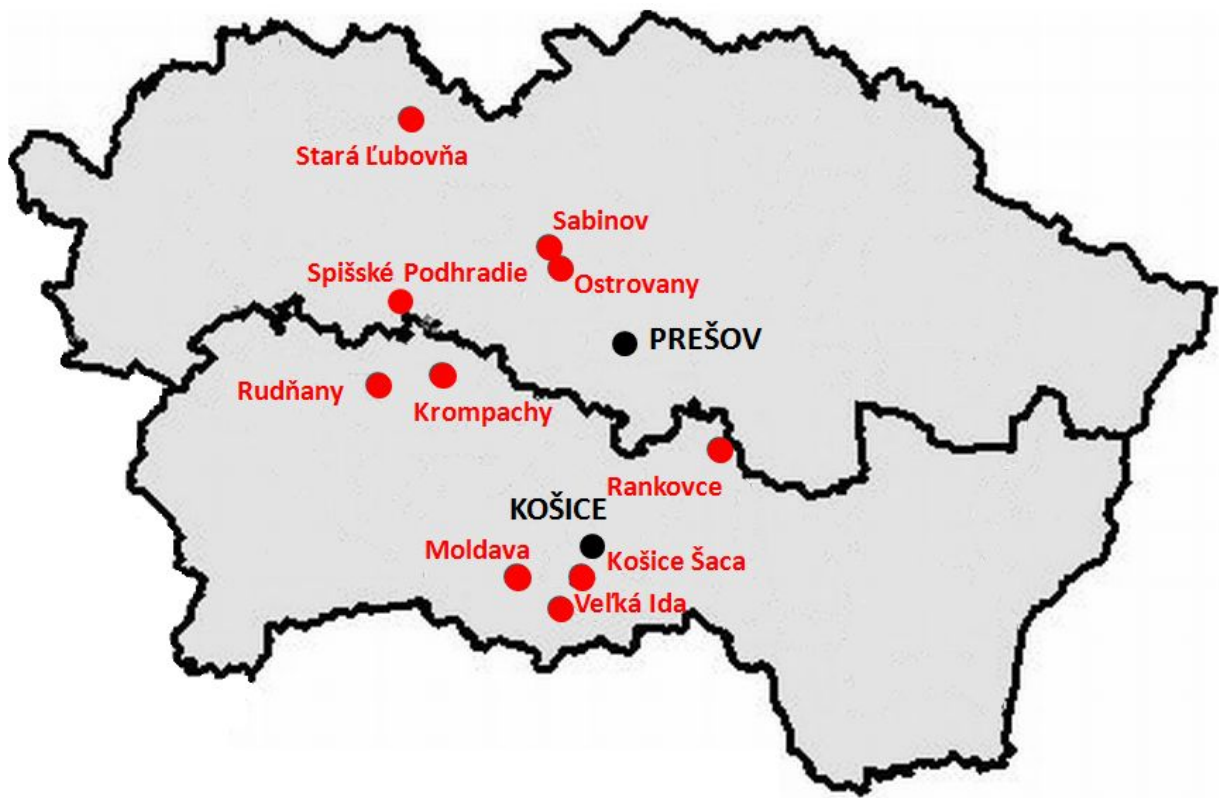 Stará Ľubovňa
Sabinov
Spišské Podhradie
Ostrovany
PREŠOV
Rudňany
Krompachy
Rankovce
KOŠICE
Moldava
Košice Šaca
Veľká Ida